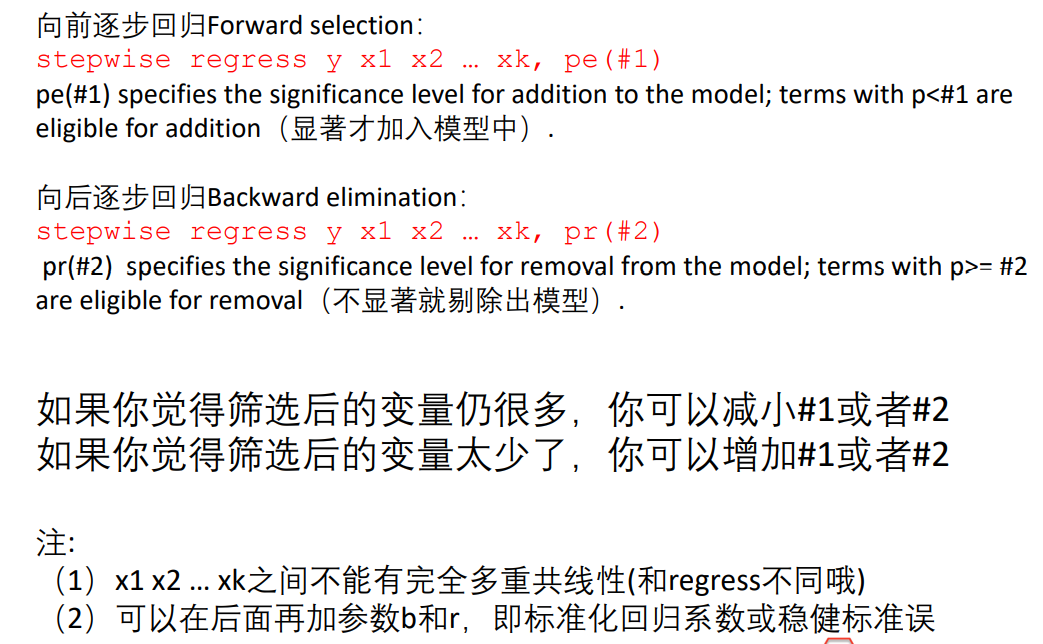 向前逐步回归Forward selection：
stepwise regress y x1 x2 … xk, pe(#1)
pe(#1) specifies the significance level for addition to the model; terms with p<#1 are
eligible for addition（显著才加入模型中）.
向后逐步回归Backward elimination：
stepwise regress y x1 x2 … xk, pr(#2)
pr(#2) specifies the significance level for removal from the model; terms with p>= #2
are eligible for removal（不显著就剔除出模型）.
如果你觉得筛选后的变量仍很多，你可以减小#1或者#2
如果你觉得筛选后的变量太少了，你可以增加#1或者#2
注：
（1）x1 x2 … xk之间不能有完全多重共线性(和regress不同哦)
（2）可以在后面再加参数b和r，即标准化回归系数或稳健标准误